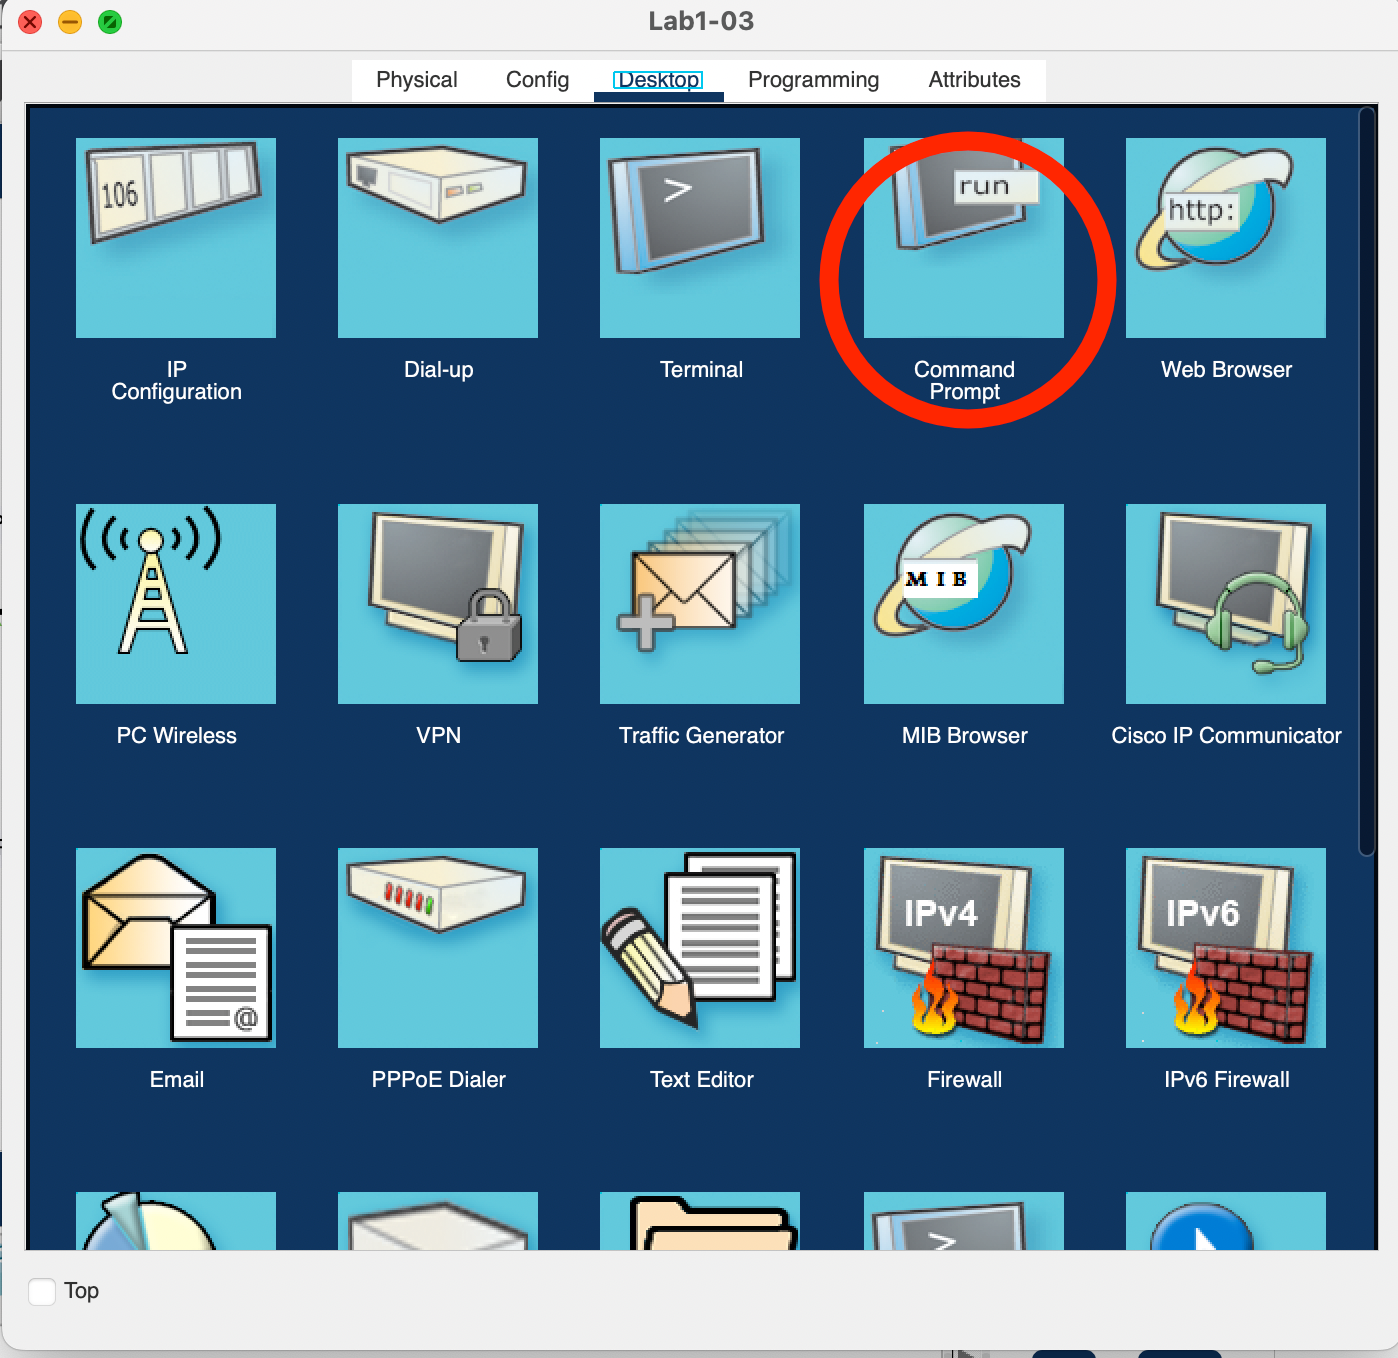 Lab1-03
Physical Config Desktop Programming Attributes
106
>
run
http:
IP
Configuration
Dial-up
Terminal
Command
Prompt
Web Browser
MIB
PC Wireless
VPN
Traffic Generator
MIB Browser
Cisco IP Communicator
@
IPv4
IPv6
Email
PPPoE Dialer
Text Editor
Firewall
IPv6 Firewall
>
Top